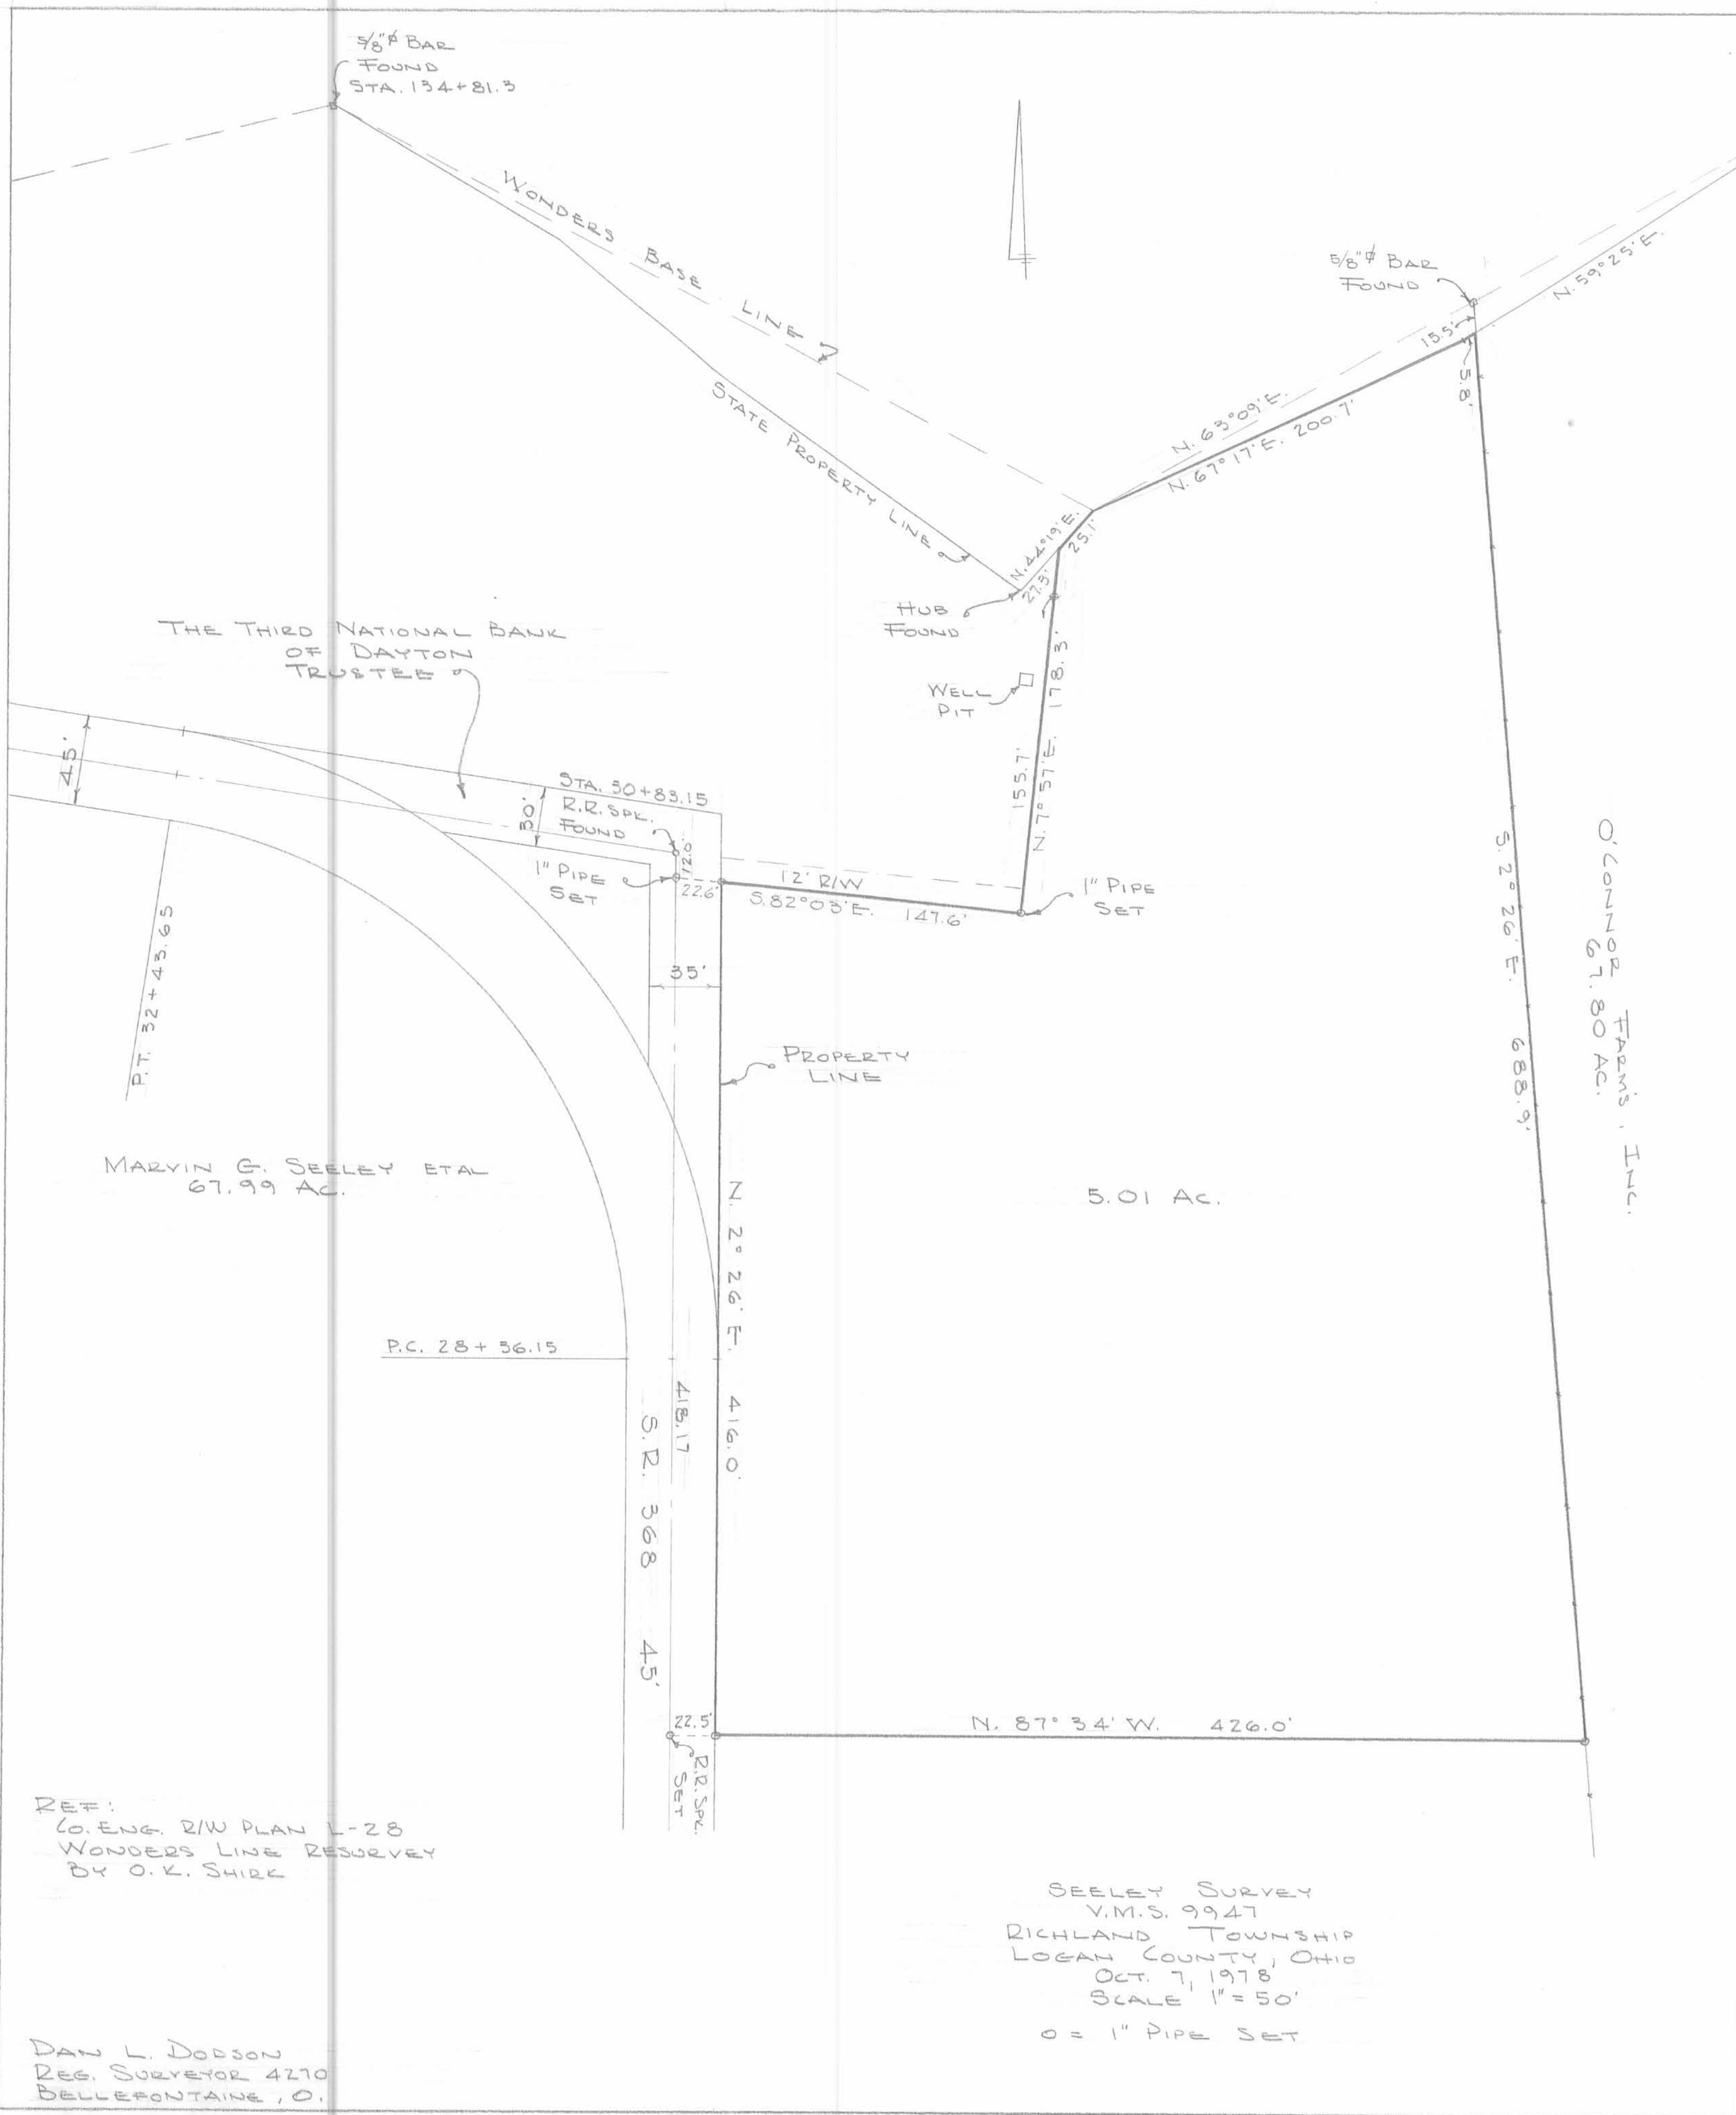 5/8"ϕ BAR
FOUND
STA. 134+81.3
WONDERS BASE LINE
STATE PROPERTY LINE
5/8"ϕ BAR
FOUND
N. 59°25'E.
15.5'
5.8'
N. 63°09'E.
N. 67°17'E. 200.7'
N. 44°19'E.
25.1'
27.3'
HUB
FOUND
WELL
PIT
155.7'
N. 7°57'E. 178.3'
THE THIRD NATIONAL BANK
OF DAYTON
TRUSTEE
45'
STA. 30+83.15
R.R. SPK.
FOUND
30'
12.0'
1" PIPE
SET
22.6'
12' R/W
S. 82°03'E. 147.6'
1" PIPE
SET
35'
P.T. 32+43.65
PROPERTY
LINE
S. 2°26'E. 688.9'
O'CONNOR FARMS, INC.
67.80 AC.
MARVIN G. SEELEY ETAL
67.99 AC.
5.01 AC.
N. 2°26'E. 416.0'
P.C. 28+36.15
418.17
S.R. 368 45'
22.5'
R.R. SPK.
SET
N. 87°34'W. 426.0'
REF:
CO. ENG. R/W PLAN L-28
WONDERS LINE RESURVEY
BY O.K. SHIRK
SEELEY SURVEY
V.M.S. 9947
RICHLAND TOWNSHIP
LOGAN COUNTY, OHIO
OCT. 7, 1978
SCALE 1"=50'
O = 1" PIPE SET
DAN L. DODSON
REG. SURVEYOR 4270
BELLEFONTAINE, O.